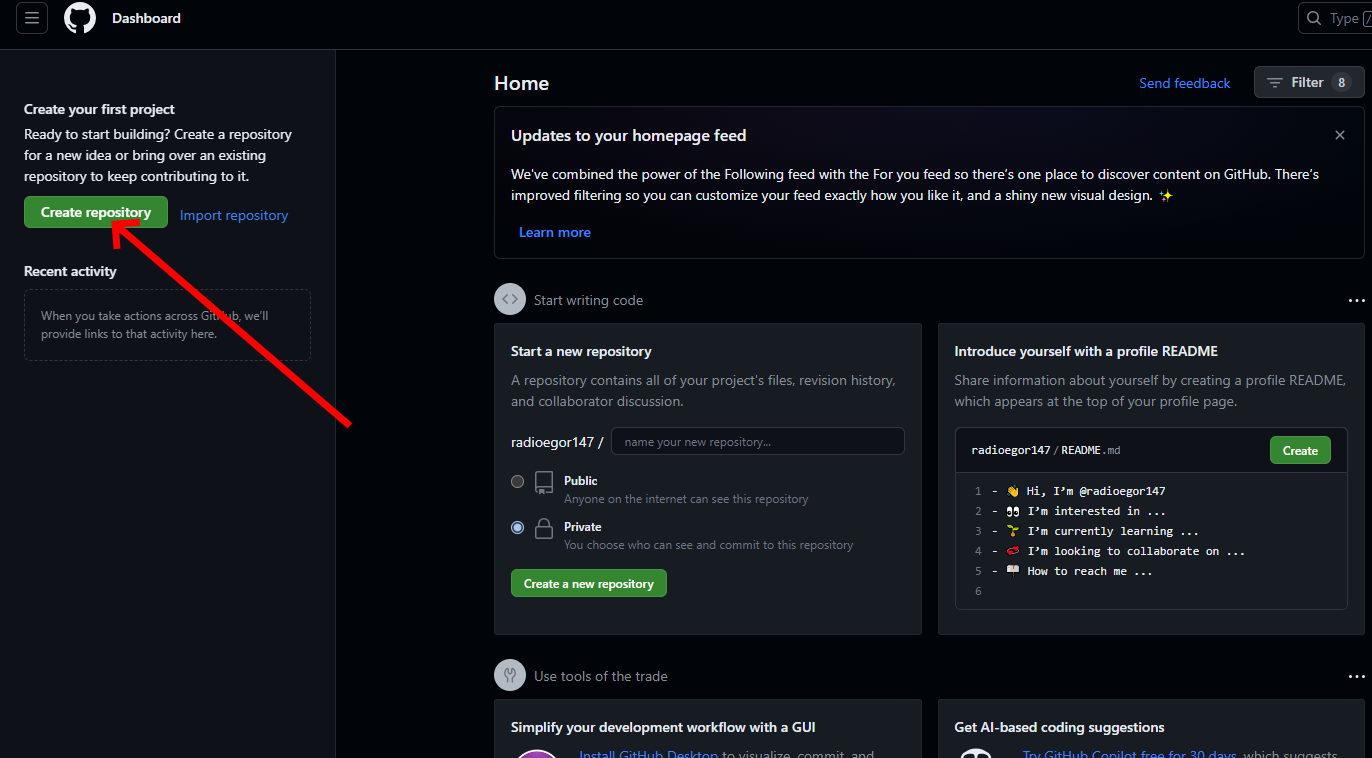 Dashboard
Type /
Create your first project
Ready to start building? Create a repository
for a new idea or bring over an existing
repository to keep contributing to it.
Create repository
Import repository
Recent activity
When you take actions across GitHub, we'll
provide links to that activity here.
Home
Send feedback
Filter 8
Updates to your homepage feed
We've combined the power of the Following feed with the For you feed so there's one place to discover content on GitHub. There's
improved filtering so you can customize your feed exactly how you like it, and a shiny new visual design. ✨
Learn more
Start writing code
Start a new repository
A repository contains all of your project's files, revision history,
and collaborator discussion.
radioegor147 /
name your new repository...
Public
Anyone on the internet can see this repository
Private
You choose who can see and commit to this repository
Create a new repository
Introduce yourself with a profile README
Share information about yourself by creating a profile README,
which appears at the top of your profile page.
radioegor147 / README.md
Create
1 - 👋 Hi, I'm @radioegor147
2 - 👀 I'm interested in ...
3 - 🌱 I'm currently learning ...
4 - 💞️ I'm looking to collaborate on ...
5 - 📫 How to reach me ...
6
Use tools of the trade
Simplify your development workflow with a GUI
Install GitHub Desktop to visualize, commit, and
Get AI-based coding suggestions
Try GitHub Copilot free for 30 days, which suggests